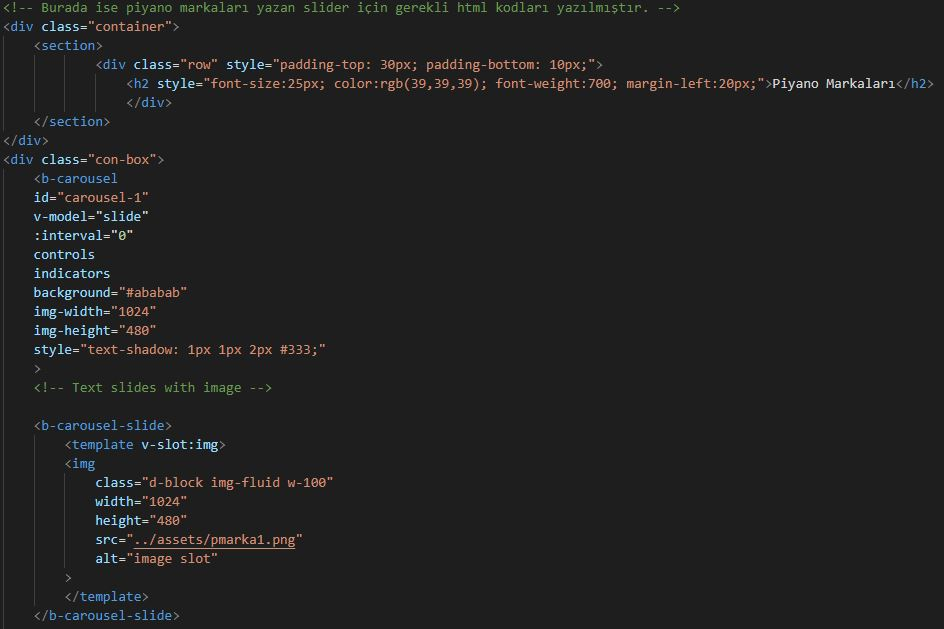 <!-- Burada ise piyano markaları yazan slider için gerekli html kodları yazılmıştır. -->
<div class="container">
    <section>
            <div class="row" style="padding-top: 30px; padding-bottom: 10px;">
                <h2 style="font-size:25px; color:rgb(39,39,39); font-weight:700; margin-left:20px;">Piyano Markaları</h2>
                </div>
    </section>
</div>
<div class="con-box">
    <b-carousel
    id="carousel-1"
    v-model="slide"
    :interval="0"
    controls
    indicators
    background="#ababab"
    img-width="1024"
    img-height="480"
    style="text-shadow: 1px 1px 2px #333;"
    >
    <!-- Text slides with image -->

    <b-carousel-slide>
        <template v-slot:img>
        <img
            class="d-block img-fluid w-100"
            width="1024"
            height="480"
            src="../assets/pmarka1.png"
            alt="image slot"
        >
        </template>
    </b-carousel-slide>